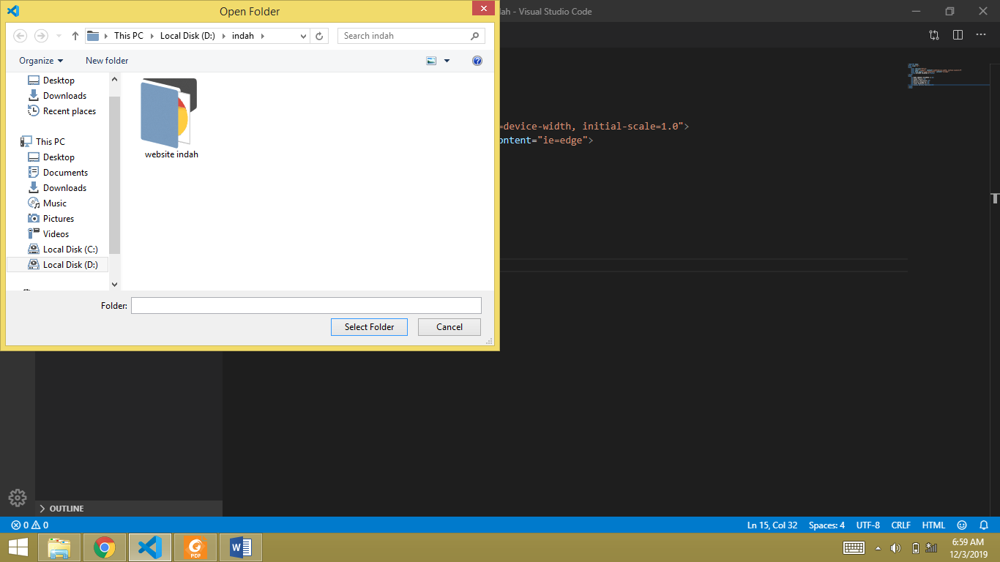 Open Folder
lah - Visual Studio Code
This PC Local Disk (D:) indah
Search indah
Organize New folder
Desktop
Downloads
Recent places
This PC
Desktop
Documents
Downloads
Music
Pictures
Videos
Local Disk (C:)
Local Disk (D:)
website indah
Folder:
Select Folder Cancel
=device-width, initial-scale=1.0">
ontent="ie=edge">
OUTLINE
0 0 Ln 15, Col 32 Spaces: 4 UTF-8 CRLF HTML
PDF
W
6:59 AM
12/3/2019